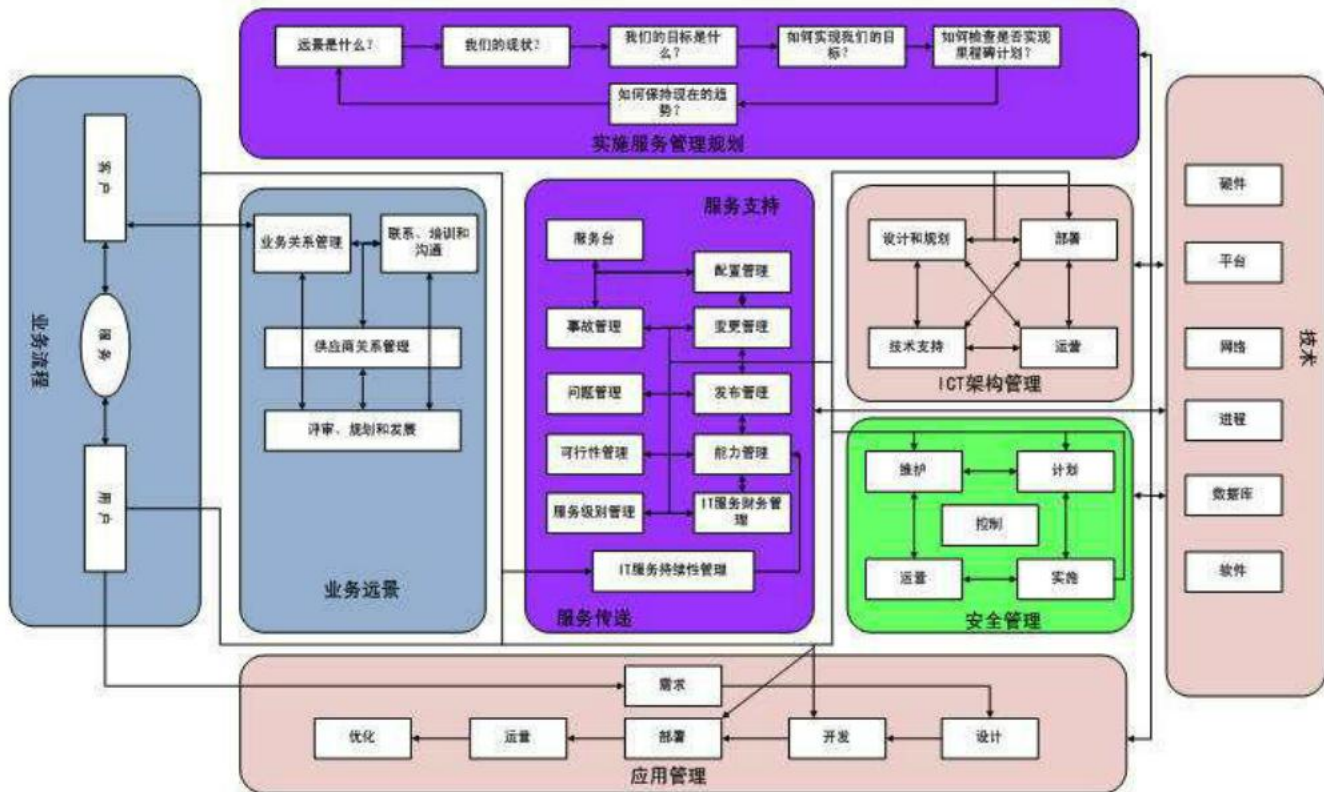 远景是什么？
我们的现状？
我们的目标是什
么？
如何实现我们的目
标？
如何检查是否实现
里程碑计划？
如何保持现在的趋
势？
实施服务管理规划
客户
服务
用户
业务流程
业务关系管理
联系、培训和
沟通
供应商关系管理
评审、规划和发展
业务远景
服务支持
服务台
配置管理
事故管理
变更管理
问题管理
发布管理
可行性管理
能力管理
服务级别管理
IT服务财务管
理
IT服务持续性管理
服务传递
设计和规划
部署
技术支持
运营
ICT架构管理
维护
计划
控制
运营
实施
安全管理
硬件
平台
网络
进程
数据库
软件
技术
需求
优化
运营
部署
开发
设计
应用管理